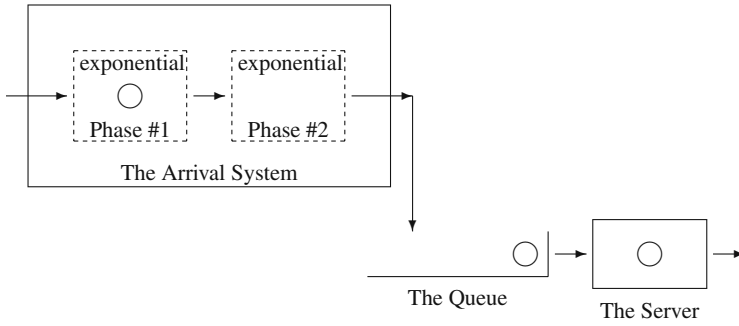 exponential
exponential
Phase #1
Phase #2
The Arrival System
The Queue
The Server